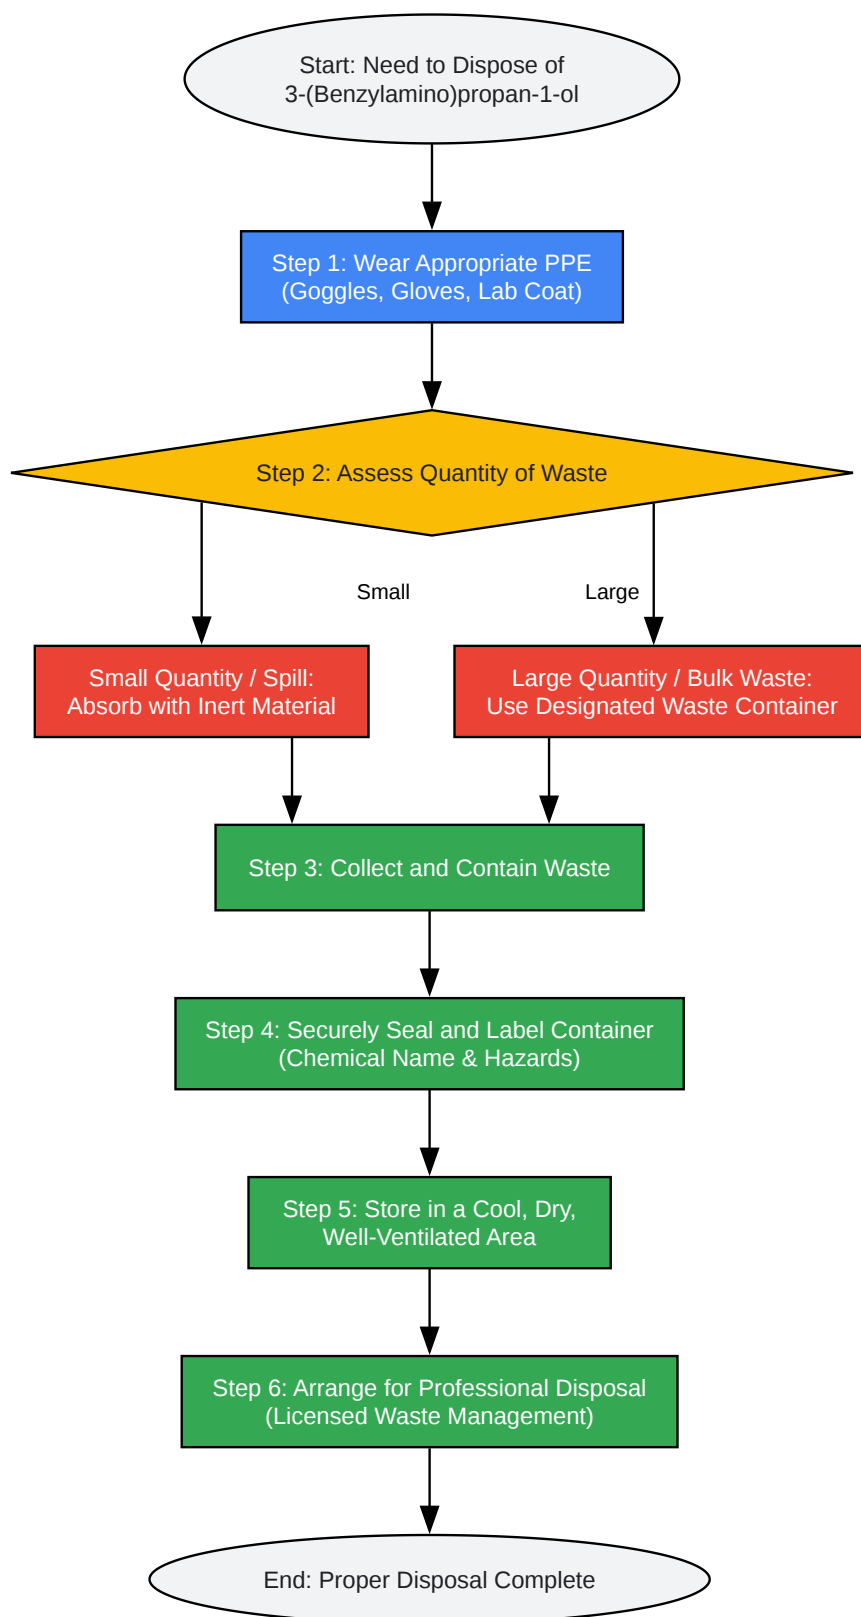 Start: Need to Dispose of
3-(Benzylamino)propan-1-ol
Step 1: Wear Appropriate PPE
(Goggles, Gloves, Lab Coat)
Step 2: Assess Quantity of Waste
Small
Large
Small Quantity / Spill:
Absorb with Inert Material
Large Quantity / Bulk Waste:
Use Designated Waste Container
Step 3: Collect and Contain Waste
Step 4: Securely Seal and Label Container
(Chemical Name & Hazards)
Step 5: Store in a Cool, Dry,
Well-Ventilated Area
Step 6: Arrange for Professional Disposal
(Licensed Waste Management)
End: Proper Disposal Complete